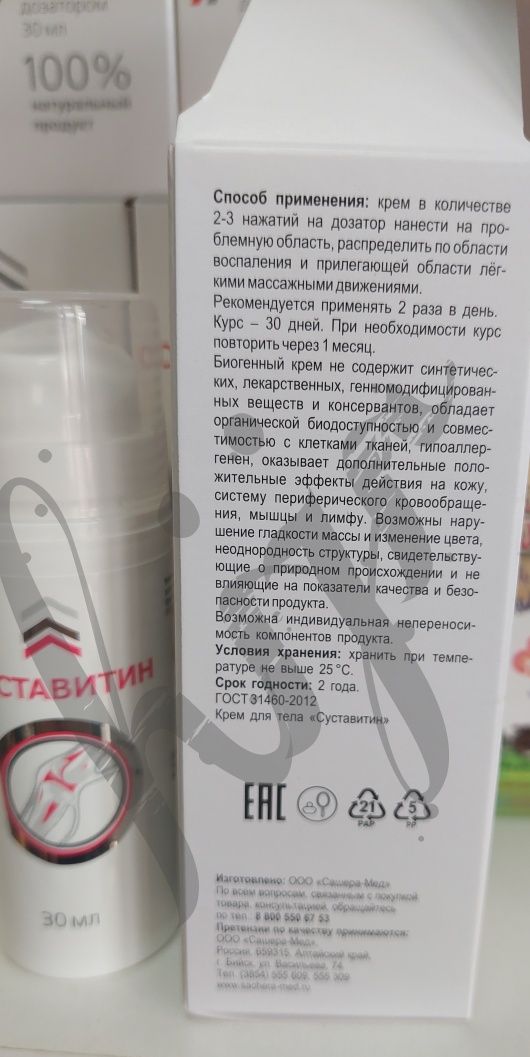 дозатором
30 мл
100%
натуральный
продукт
Способ применения: крем в количестве
2-3 нажатий на дозатор нанести на про-
блемную область, распределить по области
воспаления и прилегающей области лёг-
кими массажными движениями.
Рекомендуется применять 2 раза в день.
Курс – 30 дней. При необходимости курс
повторить через 1 месяц.
Биогенный крем не содержит синтетичес-
ких, лекарственных, генномодифицирован-
ных веществ и консервантов, обладает
органической биодоступностью и совмес-
тимостью с клетками тканей, гипоаллер-
генен, оказывает дополнительные поло-
жительные эффекты действия на кожу,
систему периферического кровообраще-
ния, мышцы и лимфу. Возможны нару-
шение гладкости массы и изменение цвета,
неоднородность структуры, свидетельству-
ющие о природном происхождении и не
влияющие на показатели качества и безо-
пасности продукта.
Возможна индивидуальная непереноси-
мость компонентов продукта.
Условия хранения: хранить при темпе-
ратуре не выше 25 °С.
Срок годности: 2 года.
ГОСТ 31460-2012
Крем для тела «Суставитин»
ЕАС
21
PAP
5
PP
Изготовлено: ООО «Сашера-Мед»
По всем вопросам, связанным с покупкой
товара, консультацией, обращайтесь
по тел.: 8 800 550 67 53
Претензии по качеству принимаются:
ООО «Сашера-Мед»,
Россия, 659315, Алтайский край,
г. Бийск, ул. Васильева, 74,
Тел. (3854) 555 609, 555 309
www.sachera-med.ru
СТАВИТИН
30 мл